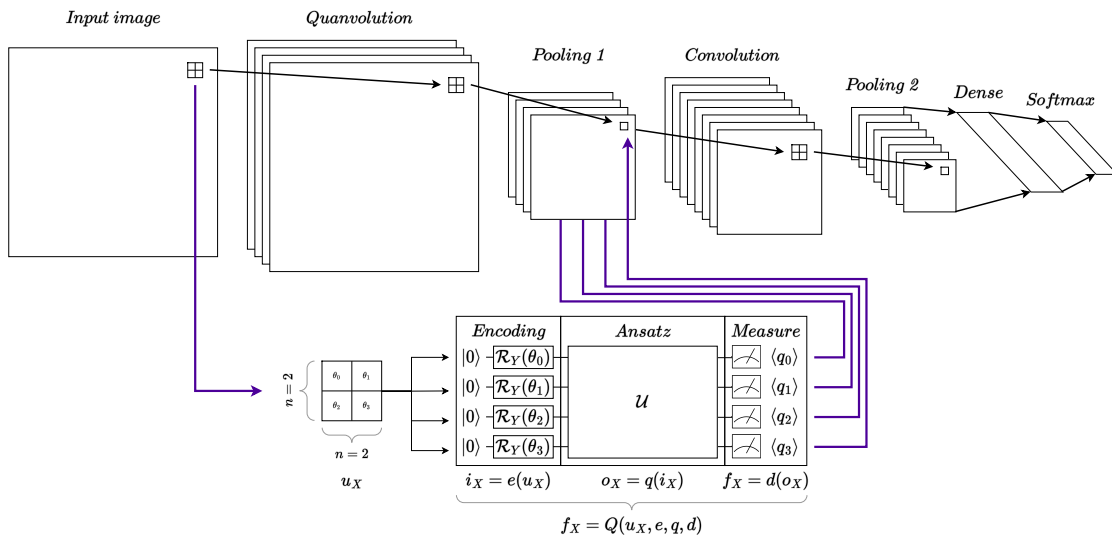 Input image
Quanvolution
Pooling 1
Convolution
Pooling 2
Dense
Softmax
Encoding
Ansatz
Measure
|0⟩ R_Y(θ_0) ⟨q_0⟩
|0⟩ R_Y(θ_1) ⟨q_1⟩
|0⟩ R_Y(θ_2) ⟨q_2⟩
|0⟩ R_Y(θ_3) ⟨q_3⟩
U
θ_0 θ_1
θ_2 θ_3
n = 2
n = 2
u_X
i_X = e(u_X)
o_X = q(i_X)
f_X = d(o_X)
f_X = Q(u_X, e, q, d)